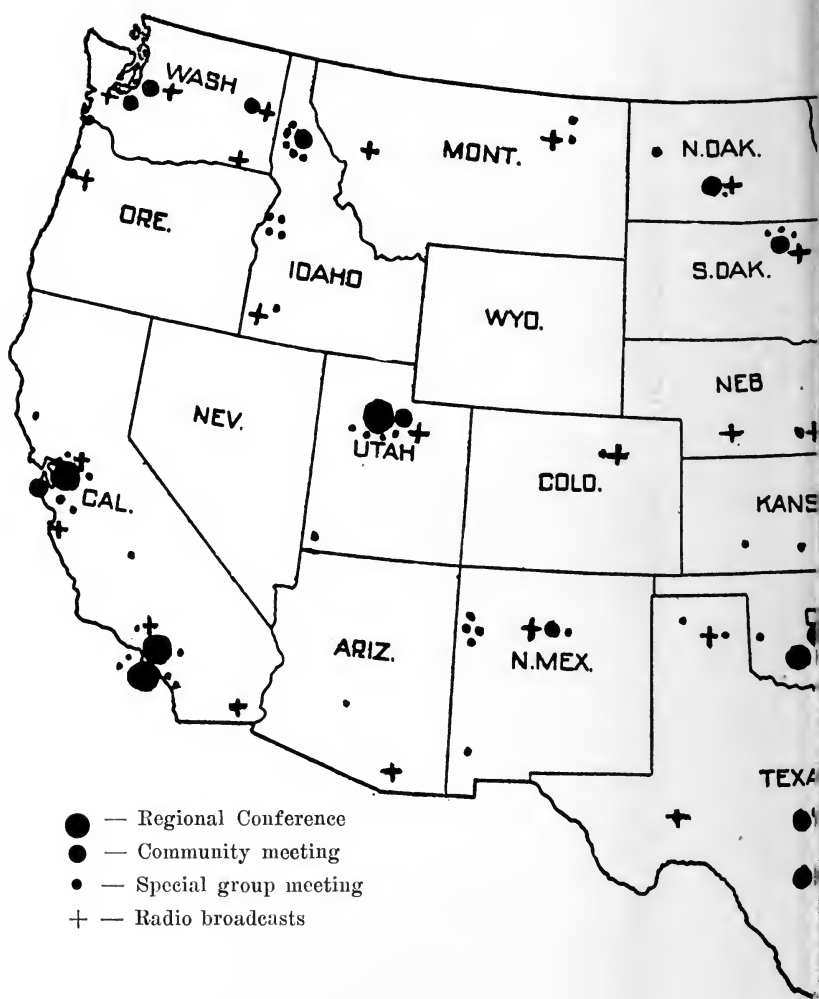 WASH
MONT.
N.DAK.
ORE.
IDAHO
S.DAK.
WYO.
NEB
NEV.
UTAH
COLO.
CAL.
KANS
ARIZ.
N.MEX.
TEXA
— Regional Conference
— Community meeting
— Special group meeting
+ — Radio broadcasts